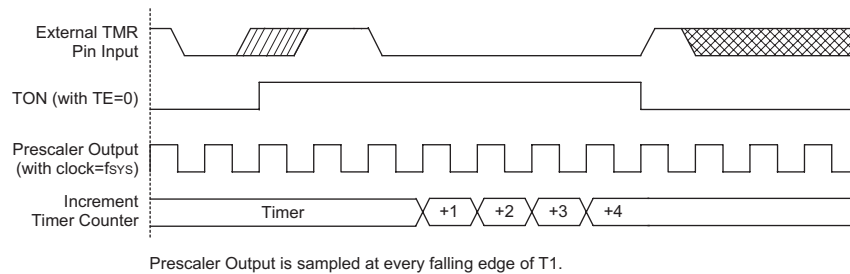 External TMR
Pin Input
TON (with TE=0)
Prescaler Output
(with clock=fSYS)
Increment
Timer Counter
Timer
+1
+2
+3
+4
Prescaler Output is sampled at every falling edge of T1.